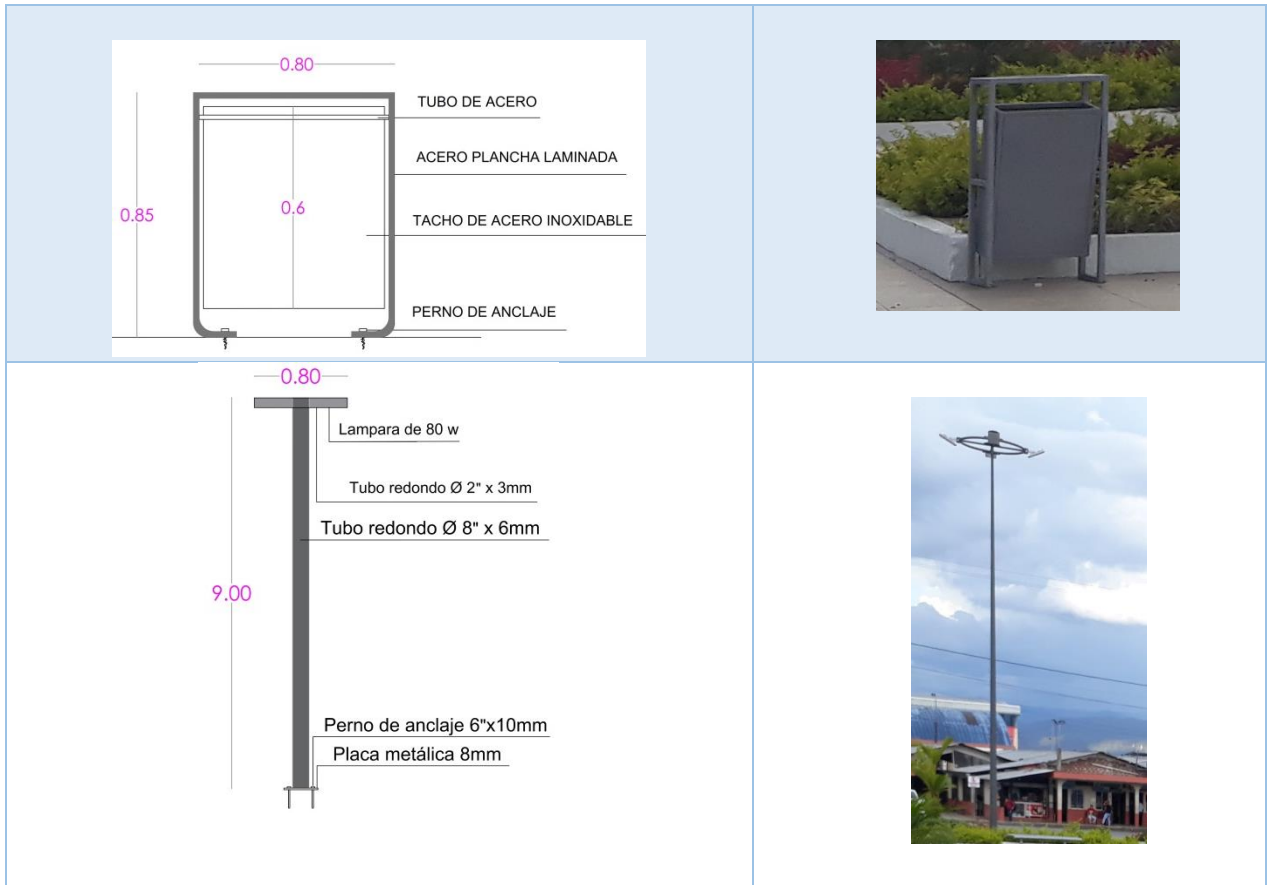 0.80
TUBO DE ACERO
ACERO PLANCHA LAMINADA
0.85
0.6
TACHO DE ACERO INOXIDABLE
PERNO DE ANCLAJE
0.80
Lampara de 80 w
Tubo redondo Ø 2" x 3mm
Tubo redondo Ø 8" x 6mm
9.00
Perno de anclaje 6"x10mm
Placa metálica 8mm